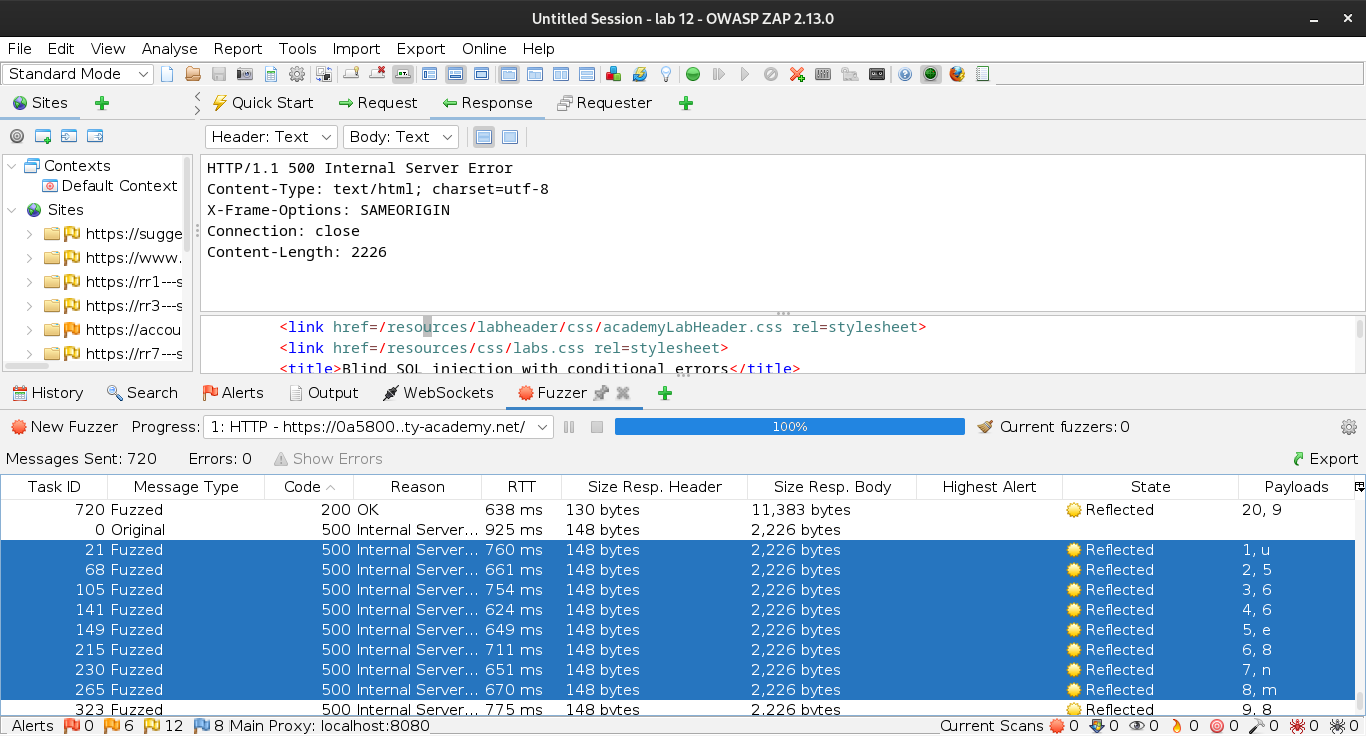 Untitled Session - lab 12 - OWASP ZAP 2.13.0
File Edit View Analyse Report Tools Import Export Online Help
Standard Mode
Sites Quick Start Request Response Requester
Header: Text Body: Text
Contexts
Default Context
Sites
https://sugge
https://www.
https://rr1---s
https://rr3---s
https://accou
https://rr7---s
HTTP/1.1 500 Internal Server Error
Content-Type: text/html; charset=utf-8
X-Frame-Options: SAMEORIGIN
Connection: close
Content-Length: 2226
<link href=/resources/labheader/css/academyLabHeader.css rel=stylesheet>
<link href=/resources/css/labs.css rel=stylesheet>
<title>Blind SQL injection with conditional errors</title>
History Search Alerts Output WebSockets Fuzzer
New Fuzzer Progress: 1: HTTP - https://0a5800..ty-academy.net/ 100% Current fuzzers: 0
Messages Sent: 720 Errors: 0 Show Errors Export
Task ID Message Type Code Reason RTT Size Resp. Header Size Resp. Body Highest Alert State Payloads
720 Fuzzed 200 OK 638 ms 130 bytes 11,383 bytes Reflected 20, 9
0 Original 500 Internal Server... 925 ms 148 bytes 2,226 bytes
21 Fuzzed 500 Internal Server... 760 ms 148 bytes 2,226 bytes Reflected 1, u
68 Fuzzed 500 Internal Server... 661 ms 148 bytes 2,226 bytes Reflected 2, 5
105 Fuzzed 500 Internal Server... 754 ms 148 bytes 2,226 bytes Reflected 3, 6
141 Fuzzed 500 Internal Server... 624 ms 148 bytes 2,226 bytes Reflected 4, 6
149 Fuzzed 500 Internal Server... 649 ms 148 bytes 2,226 bytes Reflected 5, e
215 Fuzzed 500 Internal Server... 711 ms 148 bytes 2,226 bytes Reflected 6, 8
230 Fuzzed 500 Internal Server... 651 ms 148 bytes 2,226 bytes Reflected 7, n
265 Fuzzed 500 Internal Server... 670 ms 148 bytes 2,226 bytes Reflected 8, m
323 Fuzzed 500 Internal Server... 775 ms 148 bytes 2,226 bytes Reflected 9, 8
Alerts 0 6 12 8 Main Proxy: localhost:8080 Current Scans 0 0 0 0 0 0 0 0